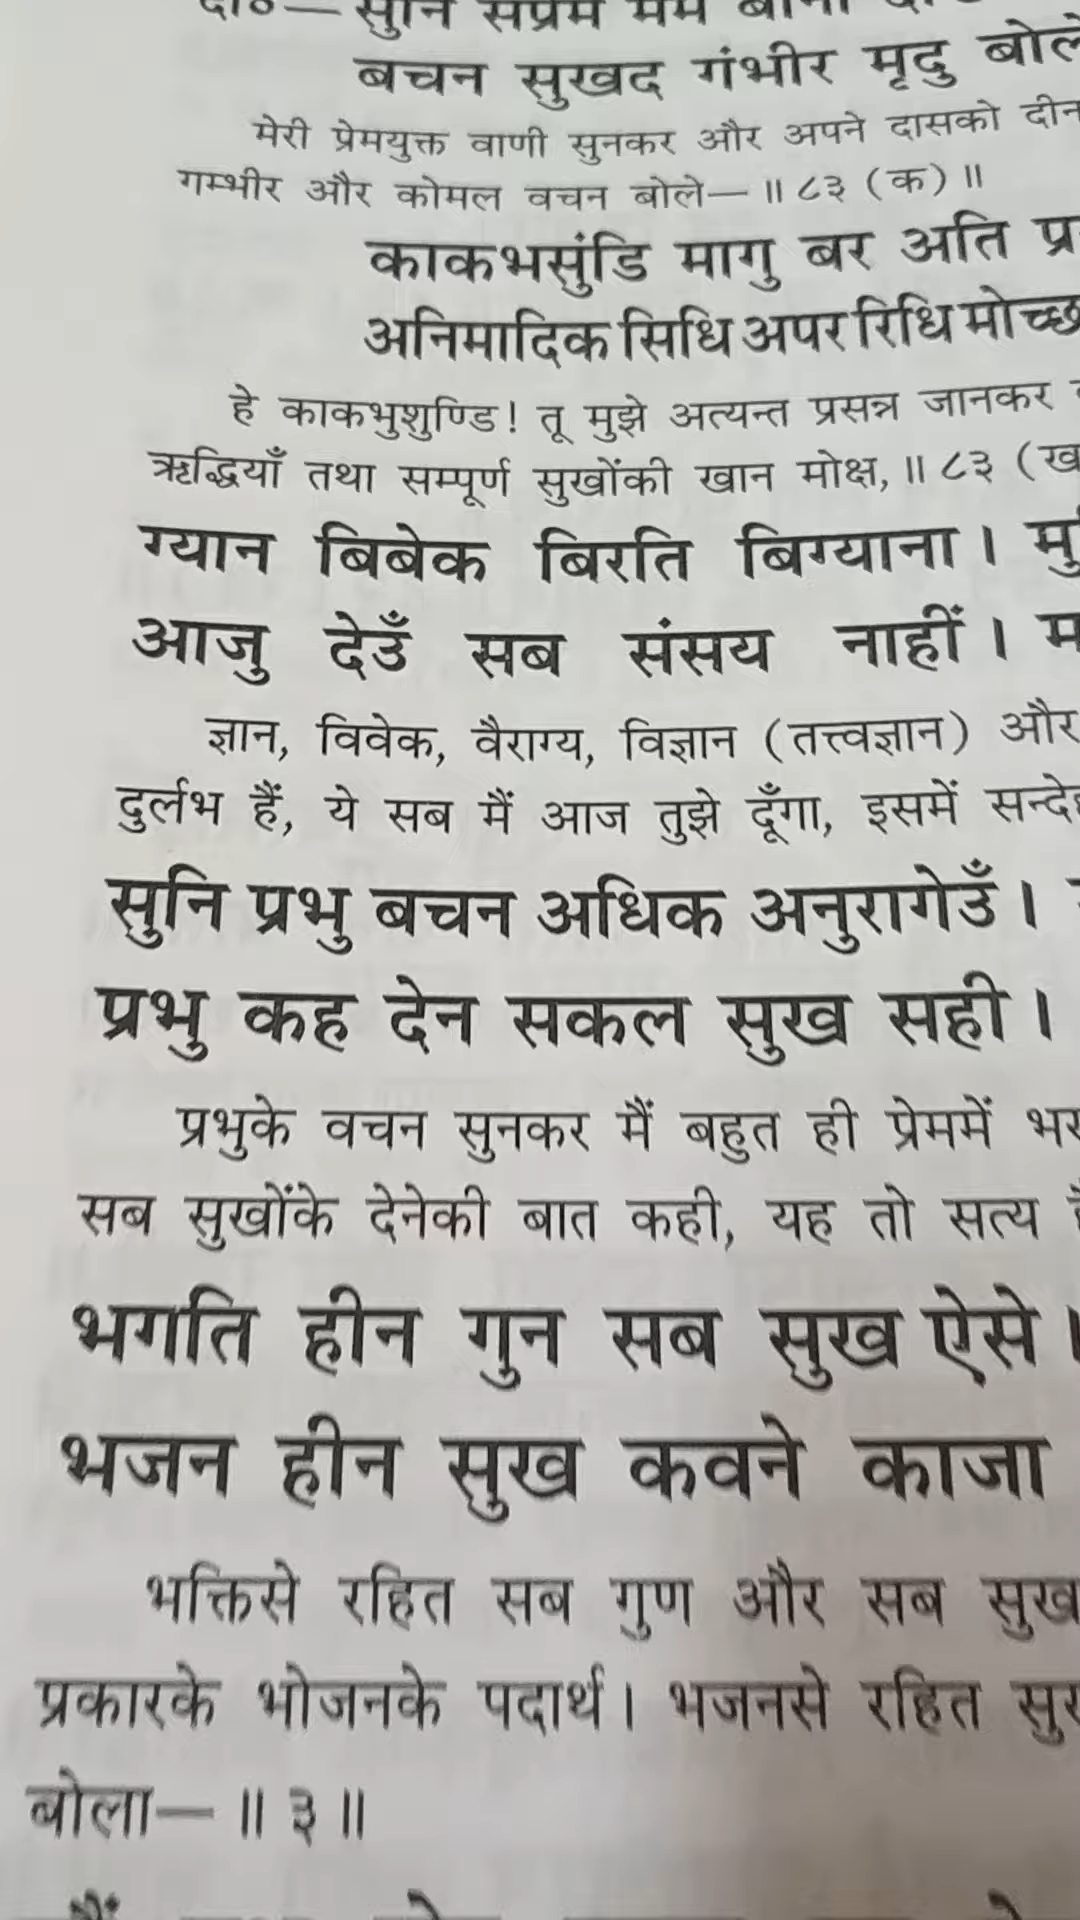 दो०—सुनि सप्रेम मम बानी
बचन सुखद गंभीर मृदु बोले
मेरी प्रेमयुक्त वाणी सुनकर और अपने दासको दीन
गम्भीर और कोमल वचन बोले—॥ ८३ (क)॥
काकभसुंडि मागु बर अति
अनिमादिक सिधि अपर रिधि मोच्छ
हे काकभुशुण्डि! तू मुझे अत्यन्त प्रसन्न जानकर
ऋद्धियाँ तथा सम्पूर्ण सुखोंकी खान मोक्ष,॥ ८३ (ख
ग्यान बिबेक बिरति बिग्याना।
आजु देउँ सब संसय नाहीं।
ज्ञान, विवेक, वैराग्य, विज्ञान (तत्त्वज्ञान) और
दुर्लभ हैं, ये सब मैं आज तुझे दूँगा, इसमें सन्देह
सुनि प्रभु बचन अधिक अनुरागेउँ।
प्रभु कह देन सकल सुख सही।
प्रभुके वचन सुनकर मैं बहुत ही प्रेममें भर
सब सुखोंके देनेकी बात कही, यह तो सत्य
भगति हीन गुन सब सुख ऐसे।
भजन हीन सुख कवने काजा
भक्तिसे रहित सब गुण और सब सुख
प्रकारके भोजनके पदार्थ। भजनसे रहित
बोला—॥ ३॥